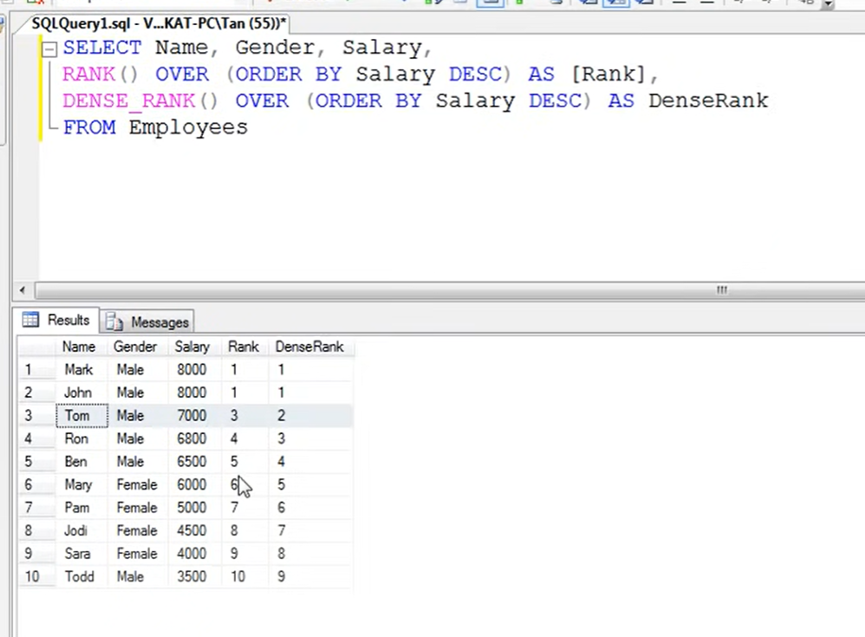 SQLQuery1.sql - V...KAT-PC\Tan (55))*
SELECT Name, Gender, Salary,
RANK() OVER (ORDER BY Salary DESC) AS [Rank],
DENSE_RANK() OVER (ORDER BY Salary DESC) AS DenseRank
FROM Employees
Results Messages
Name Gender Salary Rank DenseRank
1 Mark Male 8000 1 1
2 John Male 8000 1 1
3 Tom Male 7000 3 2
4 Ron Male 6800 4 3
5 Ben Male 6500 5 4
6 Mary Female 6000 6 5
7 Pam Female 5000 7 6
8 Jodi Female 4500 8 7
9 Sara Female 4000 9 8
10 Todd Male 3500 10 9